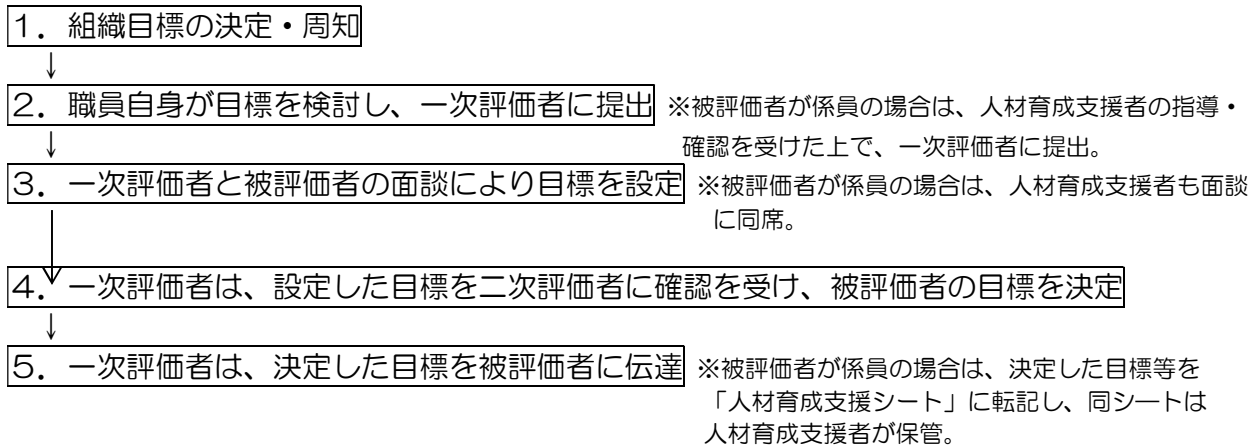 1．組織目標の決定・周知
↓
2．職員自身が目標を検討し、一次評価者に提出 ※被評価者が係員の場合は、人材育成支援者の指導・
↓ 確認を受けた上で、一次評価者に提出。
3．一次評価者と被評価者の面談により目標を設定 ※被評価者が係員の場合は、人材育成支援者も面談
に同席。
4．一次評価者は、設定した目標を二次評価者に確認を受け、被評価者の目標を決定
↓
5．一次評価者は、決定した目標を被評価者に伝達 ※被評価者が係員の場合は、決定した目標等を
「人材育成支援シート」に転記し、同シートは
人材育成支援者が保管。